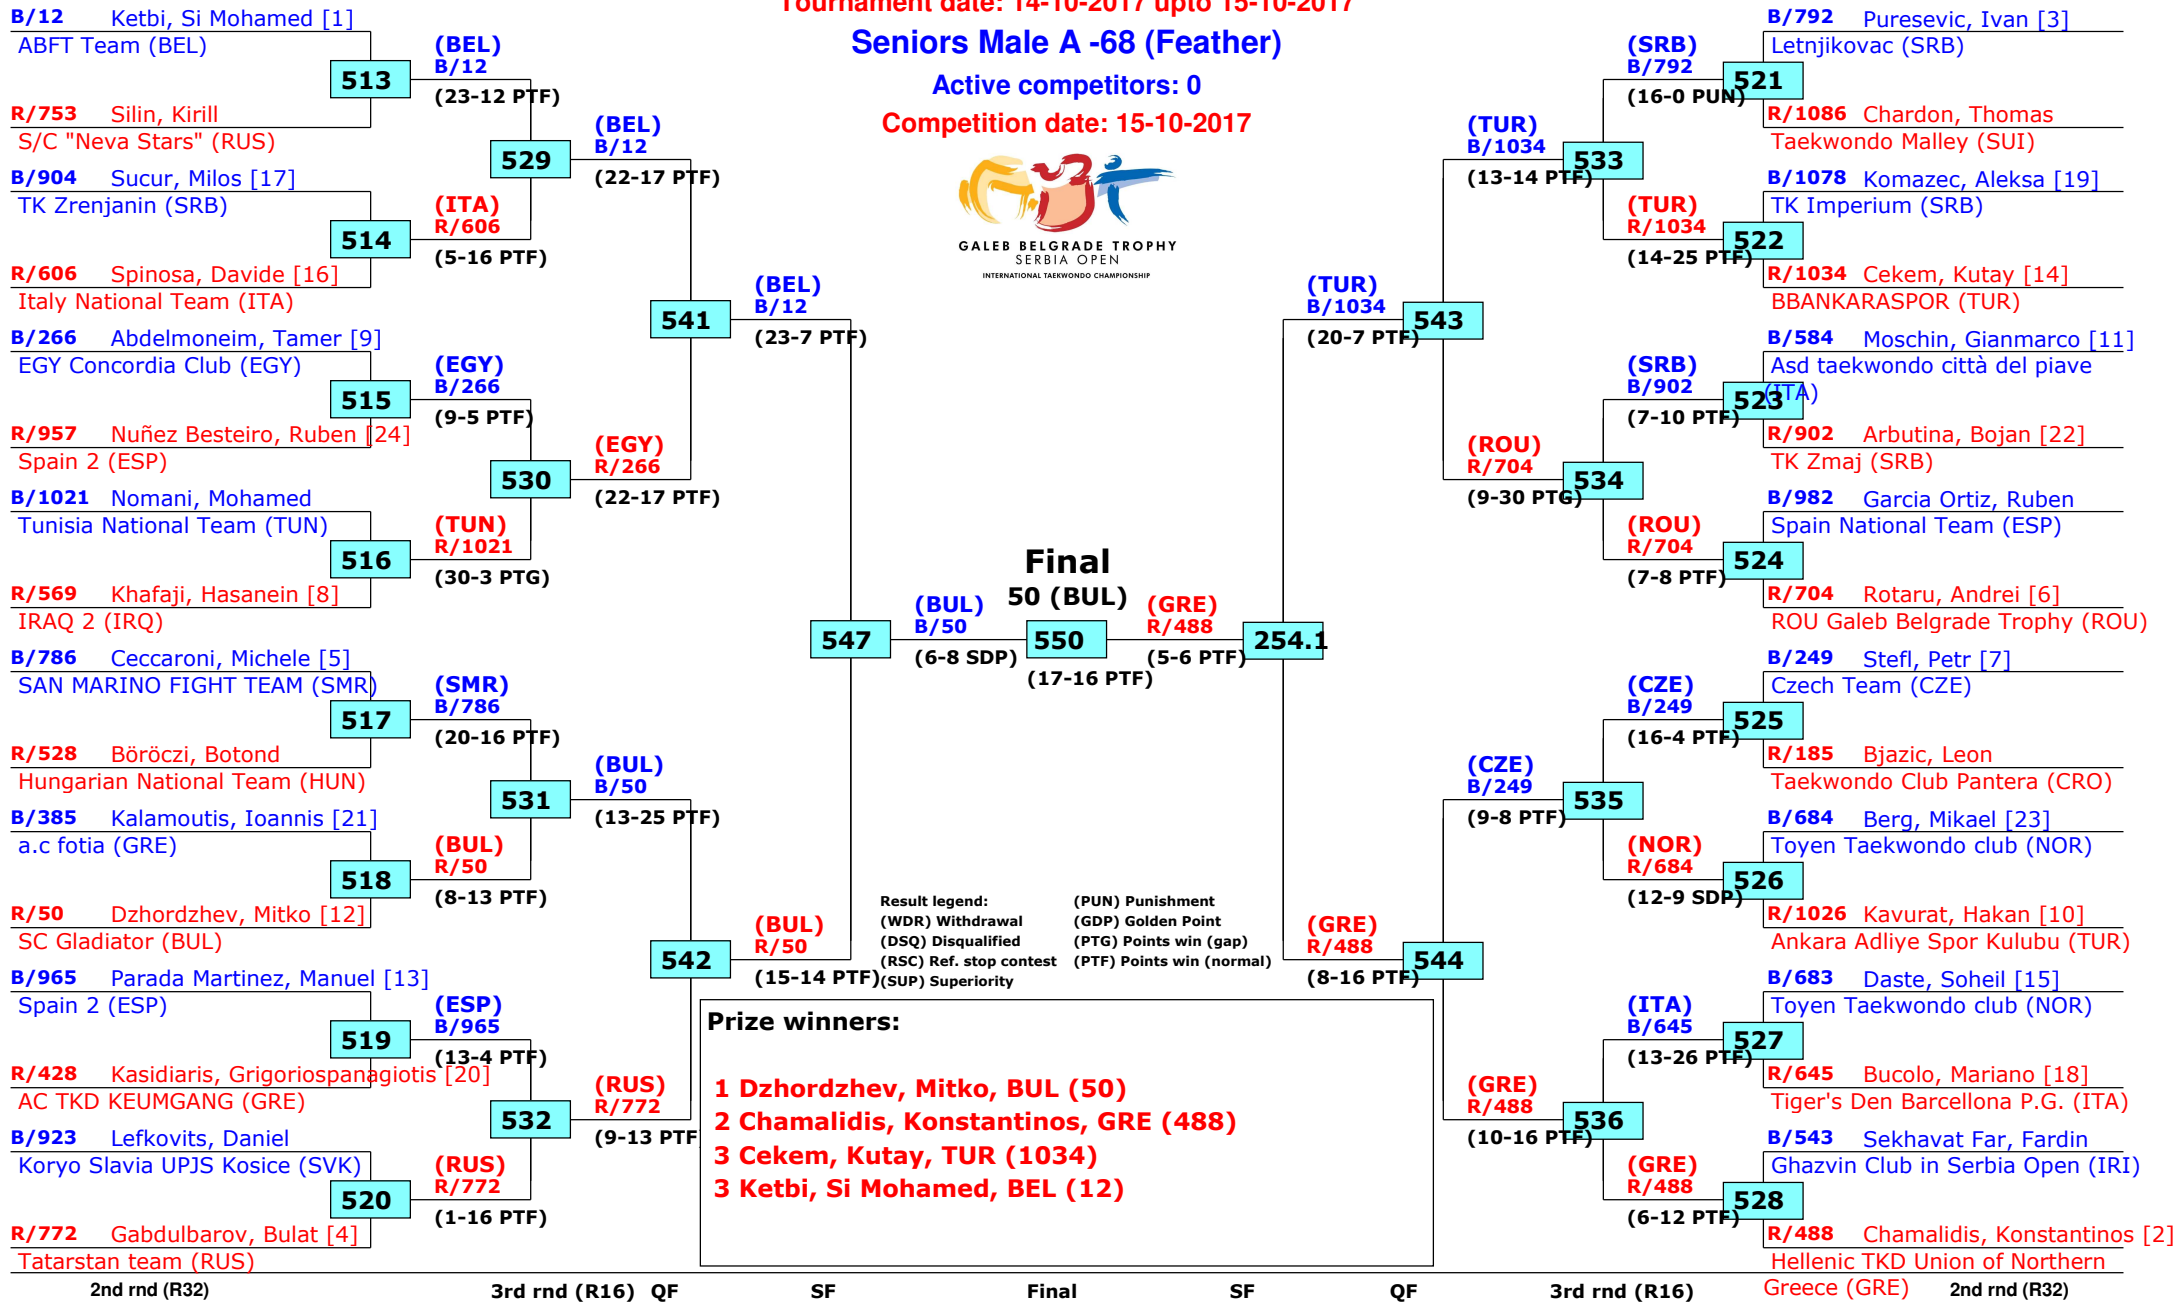 Tournament date: 14-10-2017 upto 15-10-2017
Seniors Male A -68 (Feather)
Active competitors: 0
Competition date: 15-10-2017
GALEB BELGRADE TROPHY
SERBIA OPEN
INTERNATIONAL TAEKWONDO CHAMPIONSHIP
B/12 Ketbi, Si Mohamed [1]
ABFT Team (BEL)
513
R/753 Silin, Kirill
S/C "Neva Stars" (RUS)
B/904 Sucur, Milos [17]
TK Zrenjanin (SRB)
514
R/606 Spinosa, Davide [16]
Italy National Team (ITA)
B/266 Abdelmoneim, Tamer [9]
EGY Concordia Club (EGY)
515
R/957 Nuñez Besteiro, Ruben [24]
Spain 2 (ESP)
B/1021 Nomani, Mohamed
Tunisia National Team (TUN)
516
R/569 Khafaji, Hasanein [8]
IRAQ 2 (IRQ)
B/786 Ceccaroni, Michele [5]
SAN MARINO FIGHT TEAM (SMR)
517
R/528 Böröczi, Botond
Hungarian National Team (HUN)
B/385 Kalamoutis, Ioannis [21]
a.c fotia (GRE)
518
R/50 Dzhordzhev, Mitko [12]
SC Gladiator (BUL)
B/965 Parada Martinez, Manuel [13]
Spain 2 (ESP)
519
R/428 Kasidiaris, Grigoriospanagiotis [20]
AC TKD KEUMGANG (GRE)
B/923 Lefkovits, Daniel
Koryo Slavia UPJS Kosice (SVK)
520
R/772 Gabdulbarov, Bulat [4]
Tatarstan team (RUS)
(BEL)
B/12
(23-12 PTF)
529
(ITA)
R/606
(5-16 PTF)
(EGY)
B/266
(9-5 PTF)
530
(TUN)
R/1021
(30-3 PTG)
(SMR)
B/786
(20-16 PTF)
531
(BUL)
R/50
(8-13 PTF)
(ESP)
B/965
(13-4 PTF)
532
(RUS)
R/772
(1-16 PTF)
(BEL)
B/12
(22-17 PTF)
541
(EGY)
R/266
(22-17 PTF)
(BUL)
B/50
(13-25 PTF)
542
(RUS)
R/772
(9-13 PTF)
(BEL)
B/12
(23-7 PTF)
547
(BUL)
R/50
(15-14 PTF)
(BUL)
B/50
(6-8 SDP)
Final
50 (BUL)
550
(17-16 PTF)
(GRE)
R/488
(5-6 PTF)
254.1
(TUR)
B/1034
(20-7 PTF)
543
(GRE)
R/488
(8-16 PTF)
544
(TUR)
B/1034
(13-14 PTF)
533
(ROU)
R/704
(9-30 PTG)
534
(CZE)
B/249
(9-8 PTF)
535
(GRE)
R/488
(10-16 PTF)
536
(SRB)
B/792
(16-0 PUN)
(TUR)
R/1034
(14-25 PTF)
(SRB)
B/902
(7-10 PTF)
(ROU)
R/704
(7-8 PTF)
(CZE)
B/249
(16-4 PTF)
(NOR)
R/684
(12-9 SDP)
(ITA)
B/645
(13-26 PTF)
(GRE)
R/488
(6-12 PTF)
B/792 Puresevic, Ivan [3]
Letnjikovac (SRB)
521
R/1086 Chardon, Thomas
Taekwondo Malley (SUI)
B/1078 Komazec, Aleksa [19]
TK Imperium (SRB)
522
R/1034 Cekem, Kutay [14]
BBANKARASPOR (TUR)
B/584 Moschin, Gianmarco [11]
Asd taekwondo città del piave
(ITA)
523
R/902 Arbutina, Bojan [22]
TK Zmaj (SRB)
B/982 Garcia Ortiz, Ruben
Spain National Team (ESP)
524
R/704 Rotaru, Andrei [6]
ROU Galeb Belgrade Trophy (ROU)
B/249 Stefl, Petr [7]
Czech Team (CZE)
525
R/185 Bjazic, Leon
Taekwondo Club Pantera (CRO)
B/684 Berg, Mikael [23]
Toyen Taekwondo club (NOR)
526
R/1026 Kavurat, Hakan [10]
Ankara Adliye Spor Kulubu (TUR)
B/683 Daste, Soheil [15]
Toyen Taekwondo club (NOR)
527
R/645 Bucolo, Mariano [18]
Tiger's Den Barcellona P.G. (ITA)
B/543 Sekhavat Far, Fardin
Ghazvin Club in Serbia Open (IRI)
528
R/488 Chamalidis, Konstantinos [2]
Hellenic TKD Union of Northern
Greece (GRE)
Result legend: (PUN) Punishment
(WDR) Withdrawal (GDP) Golden Point
(DSQ) Disqualified (PTG) Points win (gap)
(RSC) Ref. stop contest (PTF) Points win (normal)
(SUP) Superiority
Prize winners:
1 Dzhordzhev, Mitko, BUL (50)
2 Chamalidis, Konstantinos, GRE (488)
3 Cekem, Kutay, TUR (1034)
3 Ketbi, Si Mohamed, BEL (12)
2nd rnd (R32) 3rd rnd (R16) QF SF Final SF QF 3rd rnd (R16) 2nd rnd (R32)